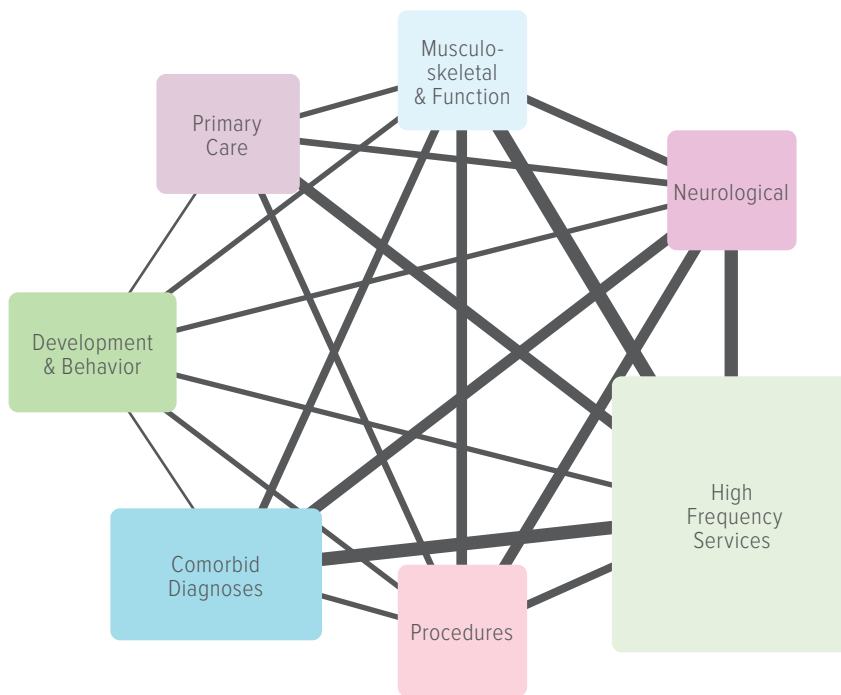 Musculo-
skeletal
& Function
Primary
Care
Neurological
Development
& Behavior
High
Frequency
Services
Comorbid
Diagnoses
Procedures